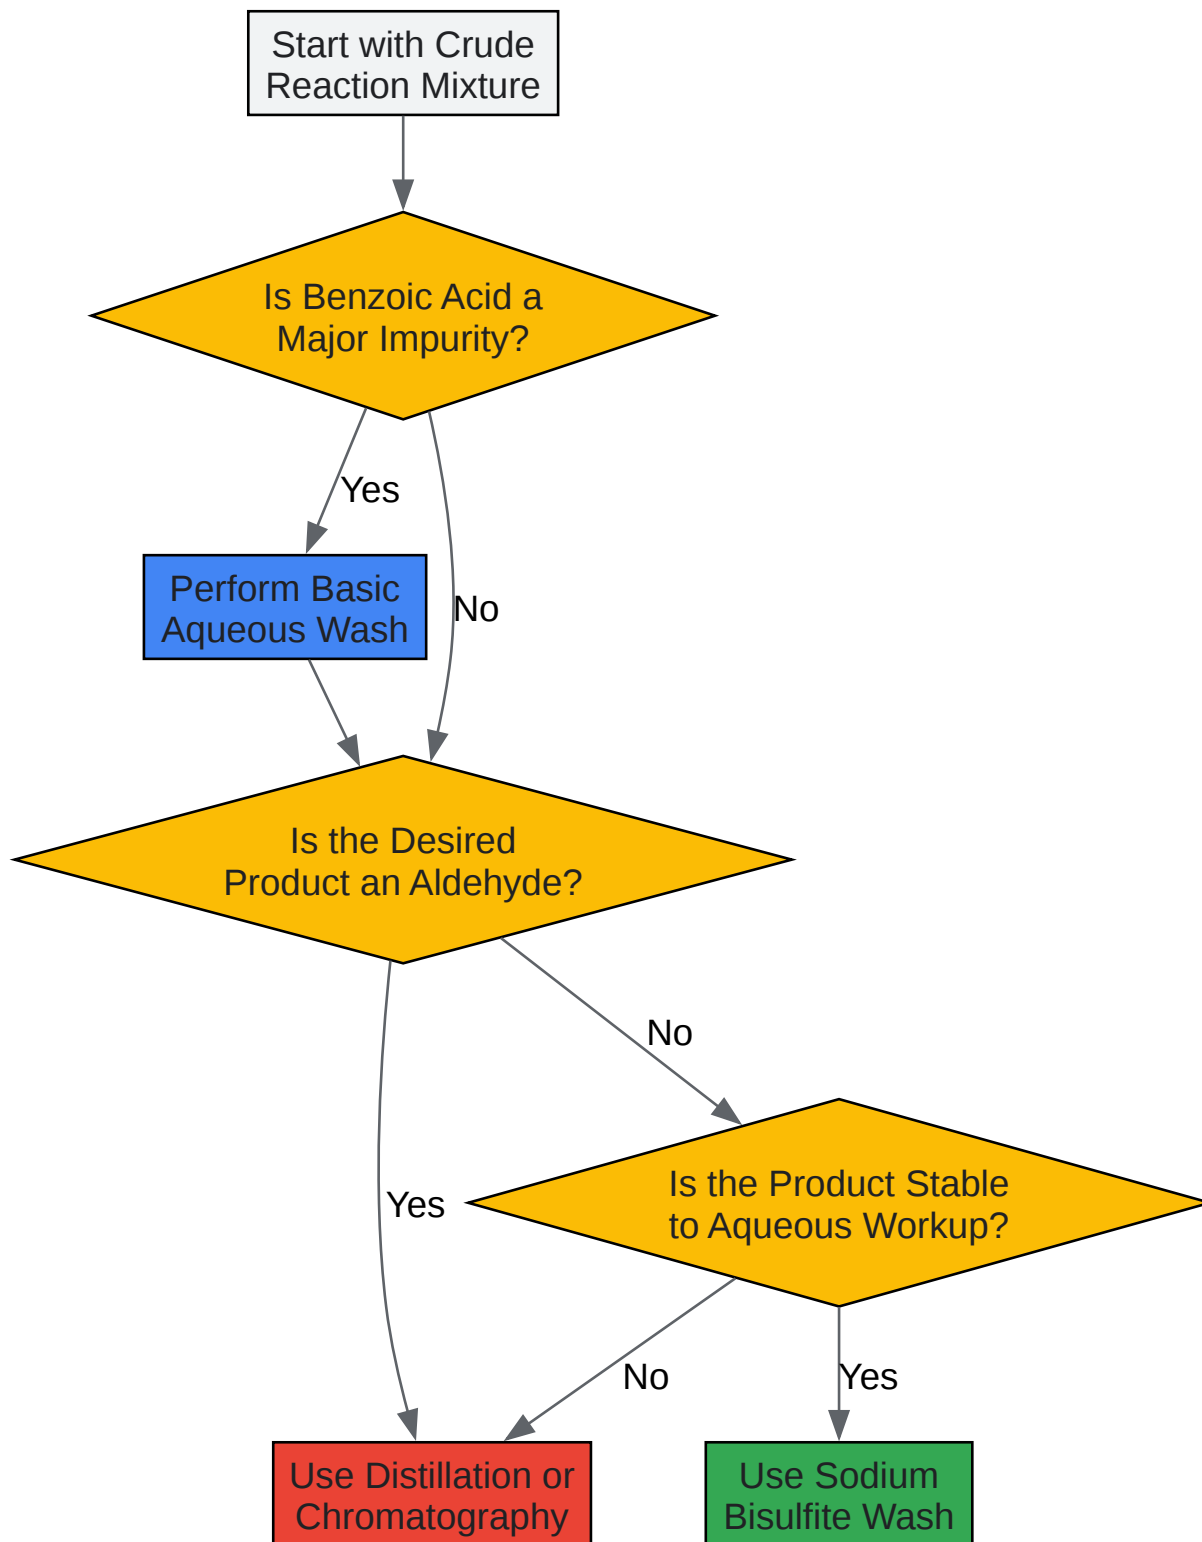 Start with Crude
Reaction Mixture
Is Benzoic Acid a
Major Impurity?
Yes
Perform Basic
Aqueous Wash
No
Is the Desired
Product an Aldehyde?
No
Is the Product Stable
to Aqueous Workup?
Yes
No
Yes
Use Distillation or
Chromatography
Use Sodium
Bisulfite Wash